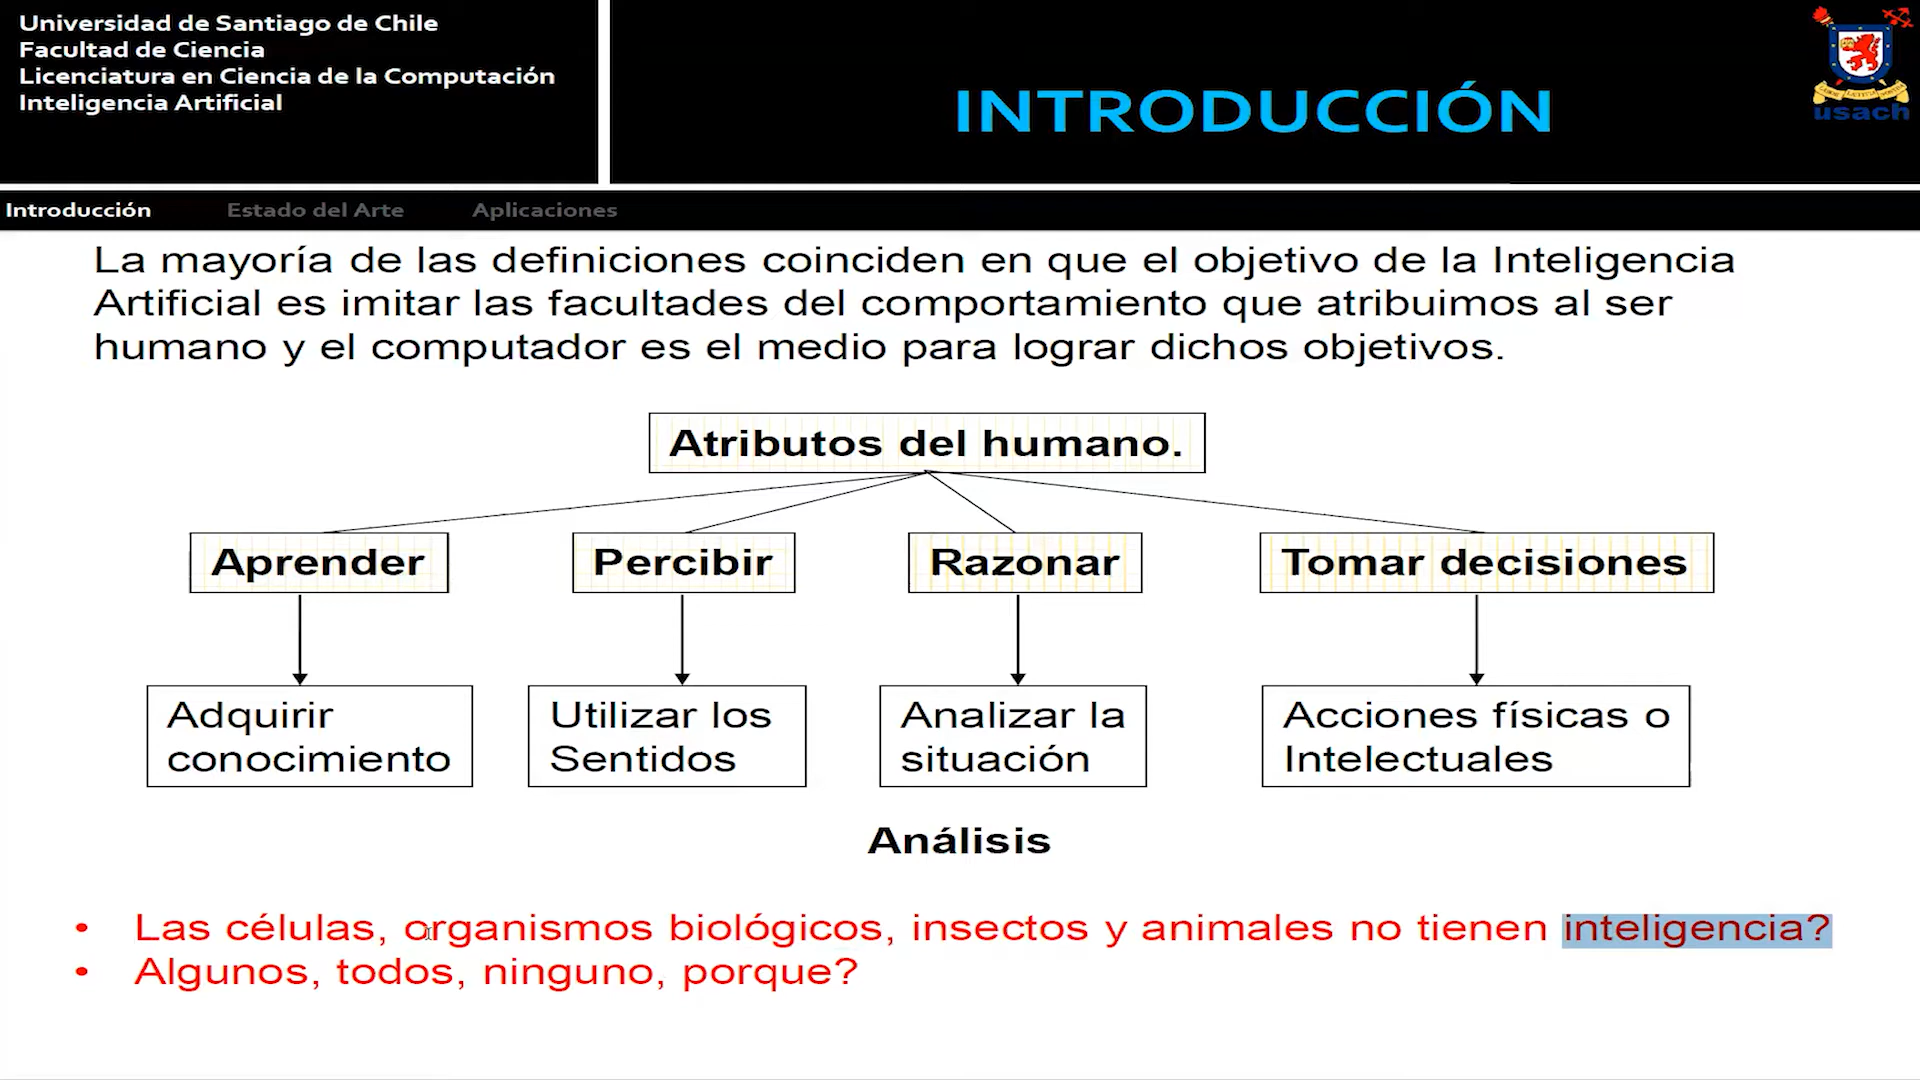 Universidad de Santiago de Chile
Facultad de Ciencia
Licenciatura en Ciencia de la Computación
Inteligencia Artificial
INTRODUCCIÓN
usach
Introducción
Estado del Arte
Aplicaciones
La mayoría de las definiciones coinciden en que el objetivo de la Inteligencia
Artificial es imitar las facultades del comportamiento que atribuimos al ser
humano y el computador es el medio para lograr dichos objetivos.
Atributos del humano.
Aprender
Percibir
Razonar
Tomar decisiones
Adquirir
conocimiento
Utilizar los
Sentidos
Analizar la
situación
Acciones físicas o
Intelectuales
Análisis
• Las células, organismos biológicos, insectos y animales no tienen inteligencia?
• Algunos, todos, ninguno, porque?